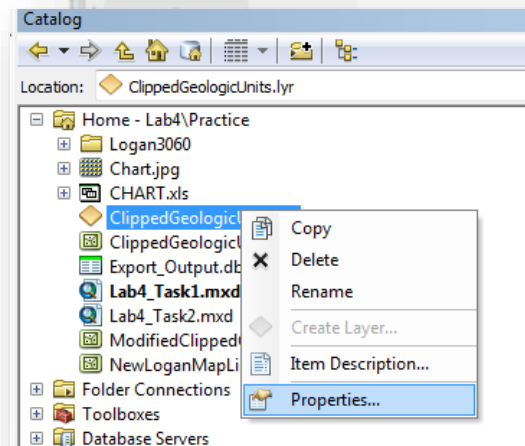 Catalog
Location: ClippedGeologicUnits.lyr
Home - Lab4\Practice
Logan3060
Chart.jpg
CHART.xls
ClippedGeologicU
ClippedGeologicU
Export_Output.db
Lab4_Task1.mxd
Lab4_Task2.mxd
ModifiedClipped
NewLoganMapLi
Folder Connections
Toolboxes
Database Servers
Copy
Delete
Rename
Create Layer...
Item Description...
Properties...